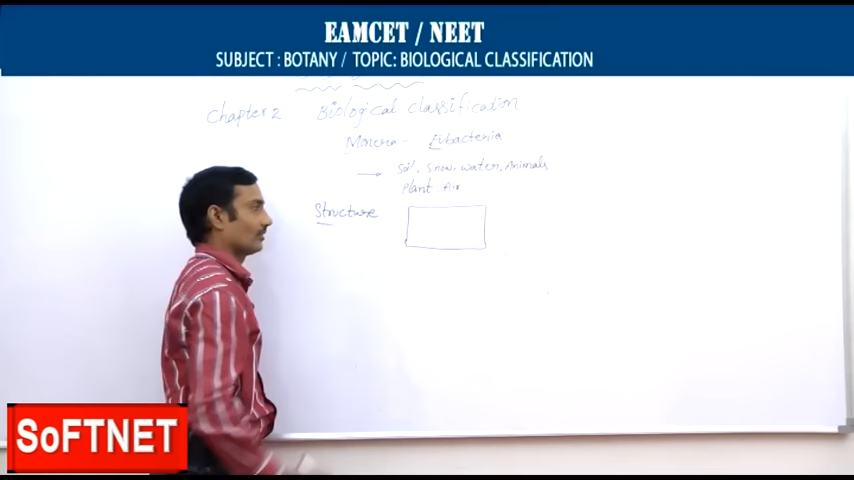 EAMCET / NEET
SUBJECT : BOTANY / TOPIC: BIOLOGICAL CLASSIFICATION
Chapter 2 Biological classification
Monera - Eubacteria
→ Soil, Snow. water, Animals
Plant Air
Structure
SoFTNET